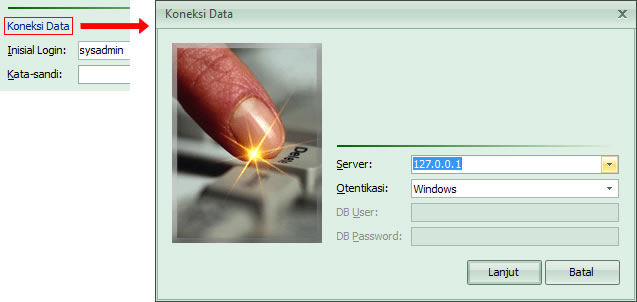 Koneksi Data
Inisial Login: sysadmin
Kata-sandi:
Koneksi Data
Delete
Server: 127.0.0.1
Otentikasi: Windows
DB User:
DB Password:
Lanjut Batal